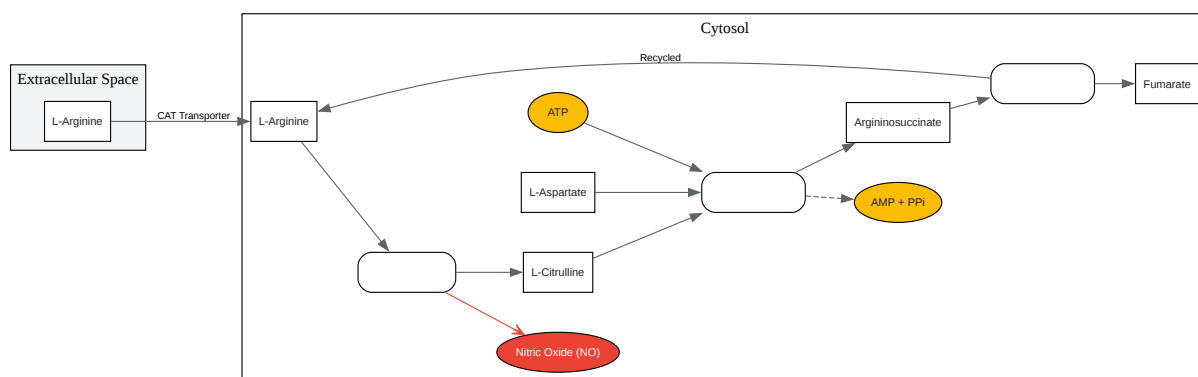 Cytosol
Extracellular Space
L-Arginine
CAT Transporter
L-Arginine
Recycled
ATP
L-Aspartate
L-Citrulline
Nitric Oxide (NO)
Argininosuccinate
AMP + PPi
Fumarate